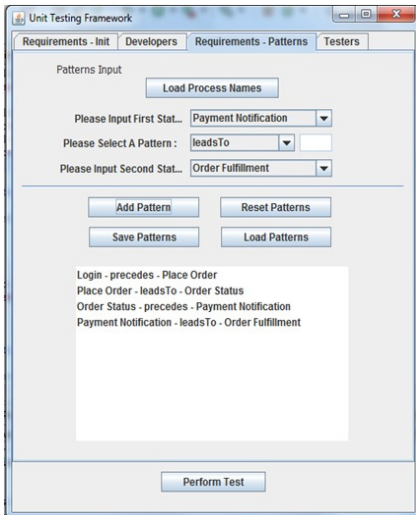 Unit Testing Framework
Requirements - Init Developers Requirements - Patterns Testers
Patterns Input
Load Process Names
Please Input First Stat... Payment Notification
Please Select A Pattern : leadsTo
Please Input Second Stat... Order Fulfillment
Add Pattern Reset Patterns
Save Patterns Load Patterns
Login - precedes - Place Order
Place Order - leadsTo - Order Status
Order Status - precedes - Payment Notification
Payment Notification - leadsTo - Order Fulfillment
Perform Test